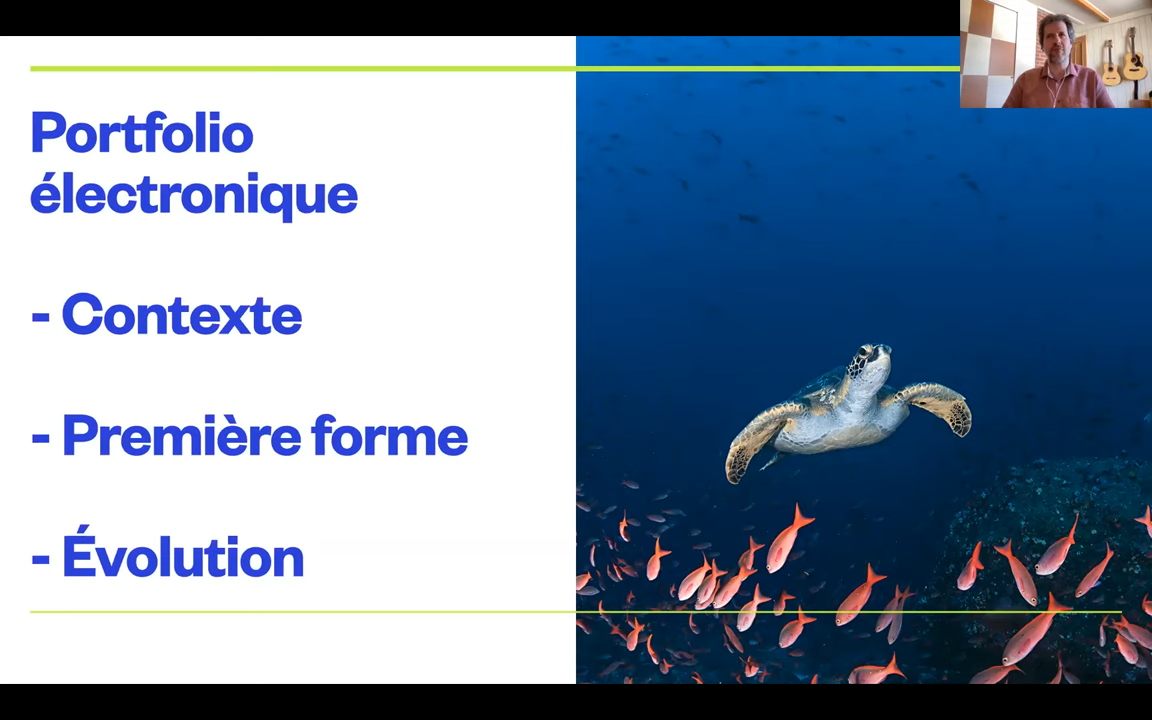 Portfolio
électronique
- Contexte
- Première forme
- Évolution